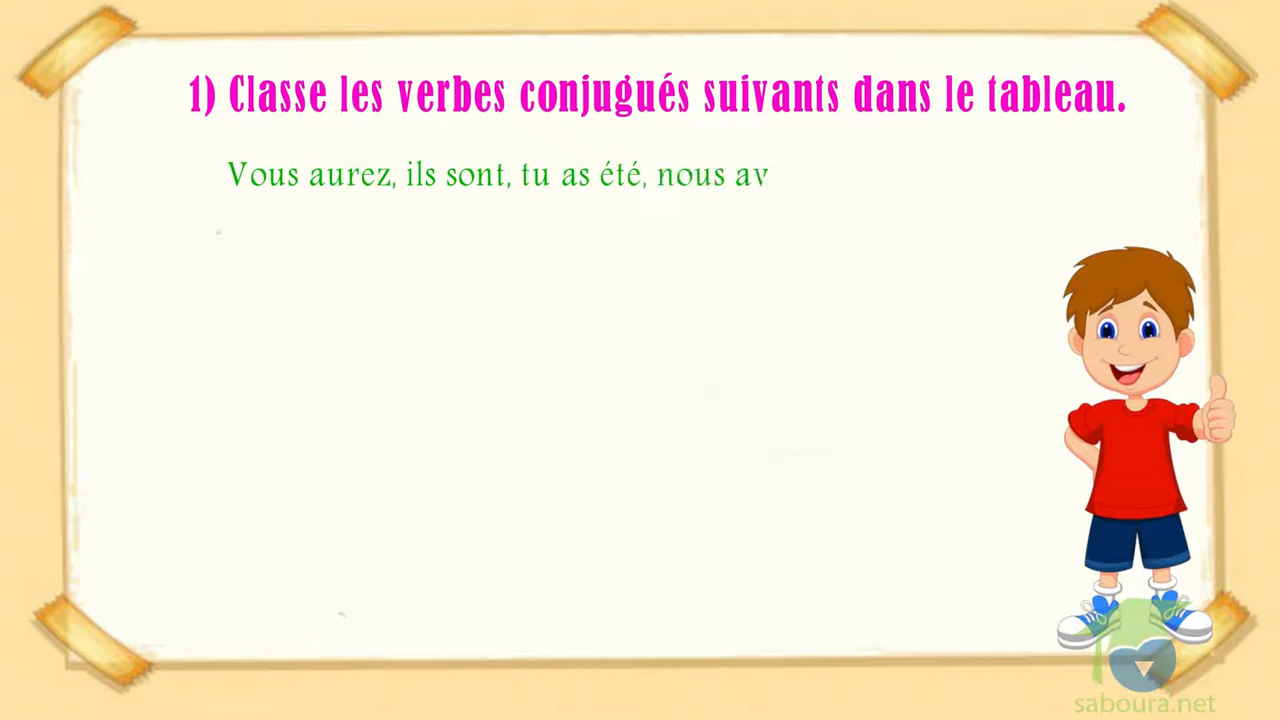 1) Classe les verbes conjugués suivants dans le tableau.
Vous aurez, ils sont, tu as été, nous av
saboura.net